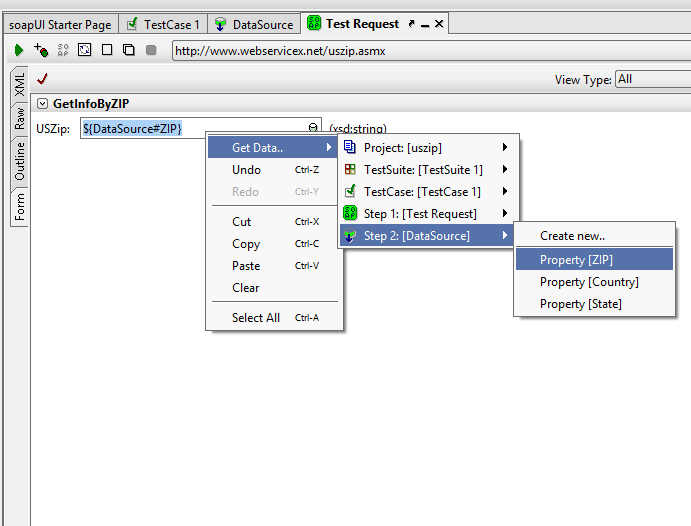 soapUI Starter Page TestCase 1 DataSource Test Request
SO AP
http://www.webservicex.net/uszip.asmx
View Type: All
GetInfoByZIP
USZip: ${DataSource#ZIP} (xsd:string)
XML
Raw
Outline
Form
Get Data..
Undo Ctrl-Z
Redo Ctrl-Y
Cut Ctrl-X
Copy Ctrl-C
Paste Ctrl-V
Clear
Select All Ctrl-A
Project: [uszip]
TestSuite: [TestSuite 1]
TestCase: [TestCase 1]
Step 1: [Test Request]
Step 2: [DataSource]
Create new..
Property [ZIP]
Property [Country]
Property [State]